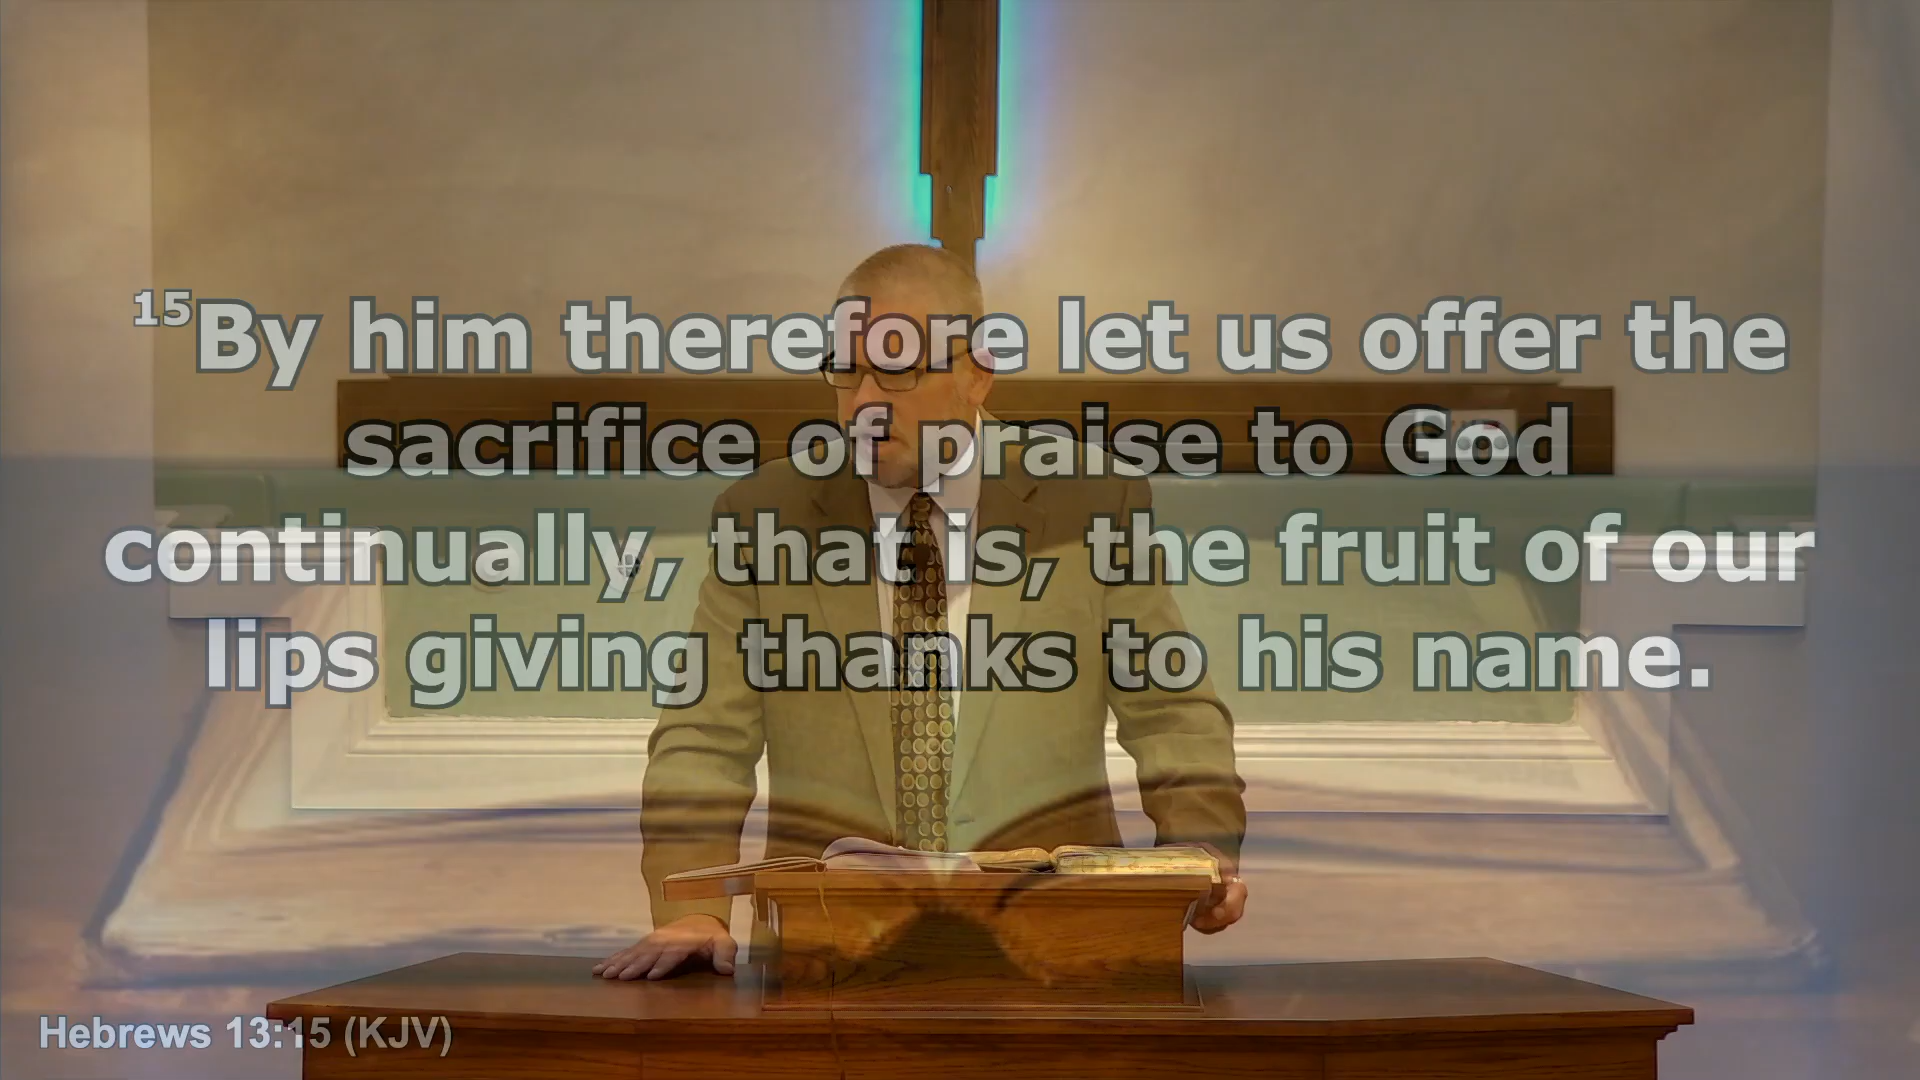 15By him therefore let us offer the
sacrifice of praise to God
continually, that is, the fruit of our
lips giving thanks to his name.
Hebrews 13:15 (KJV)